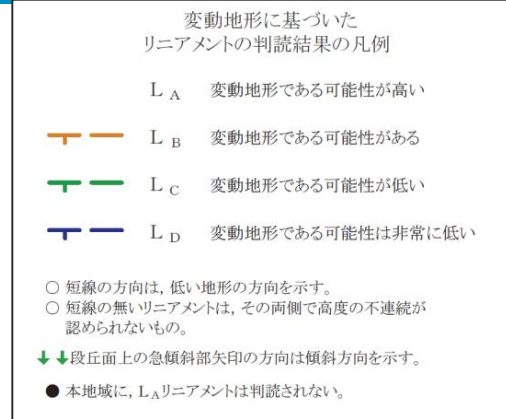 変動地形に基づいた
リニアメントの判読結果の凡例
LA 変動地形である可能性が高い
LB 変動地形である可能性がある
LC 変動地形である可能性が低い
LD 変動地形である可能性は非常に低い
○ 短線の方向は，低い地形の方向を示す。
○ 短線の無いリニアメントは，その両側で高度の不連続が
認められないもの。
↓↓段丘面上の急傾斜部矢印の方向は傾斜方向を示す。
● 本地域に，LAリニアメントは判読されない。